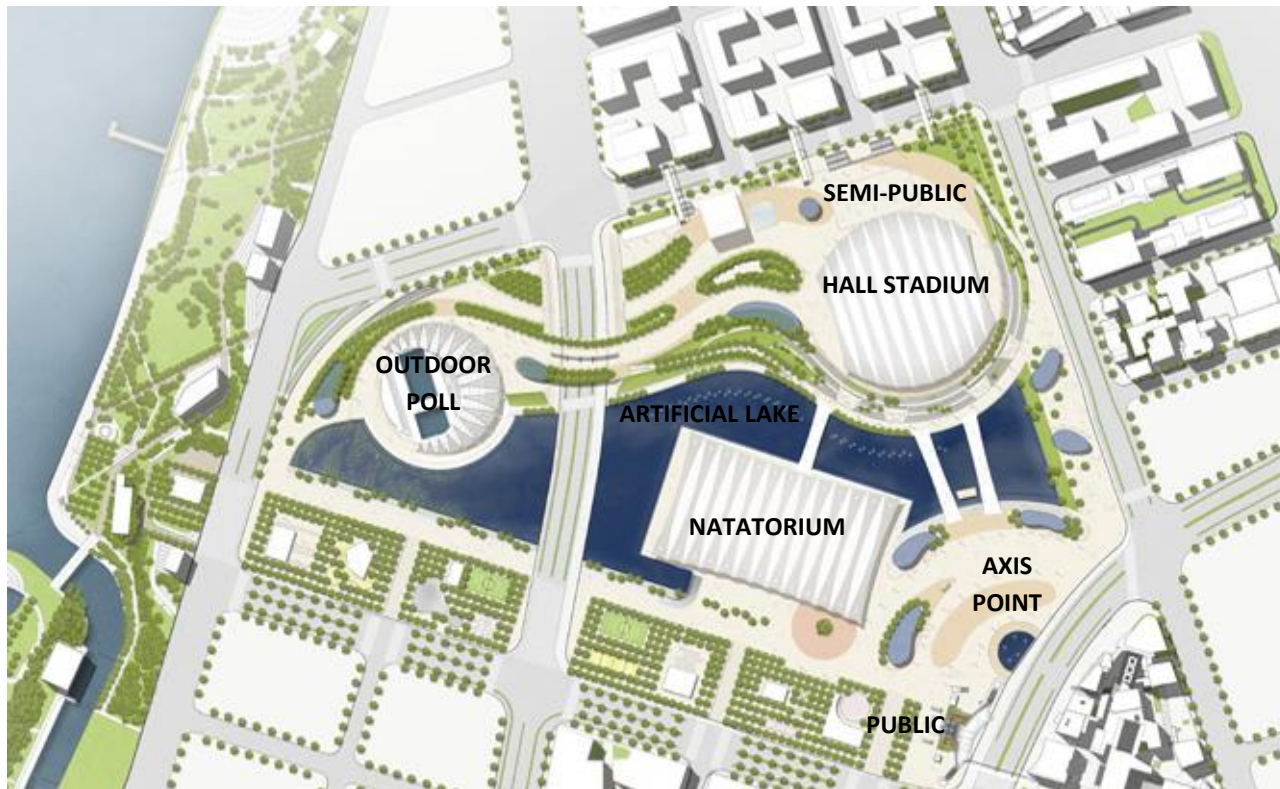 SEMI-PUBLIC
HALL STADIUM
OUTDOOR
POLL
ARTIFICIAL LAKE
NATATORIUM
AXIS
POINT
PUBLIC